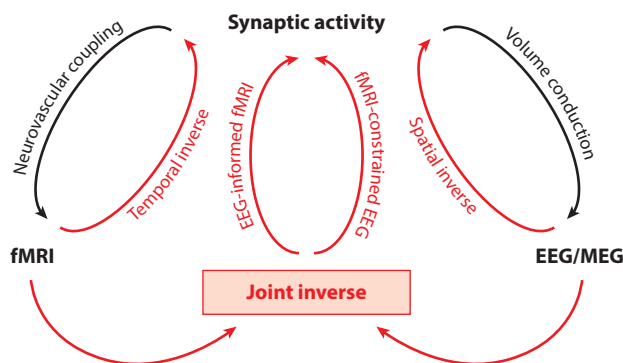 Synaptic activity
Neurovascular coupling
Temporal inverse
EEG-informed fMRI
fMRI-constrained EEG
Spatial inverse
Volume conduction
fMRI
EEG/MEG
Joint inverse